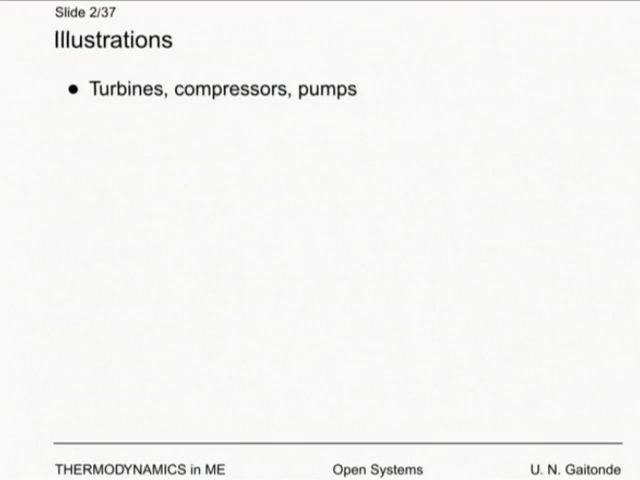 Slide 2/37
Illustrations
● Turbines, compressors, pumps
THERMODYNAMICS in ME Open Systems U. N. Gaitonde